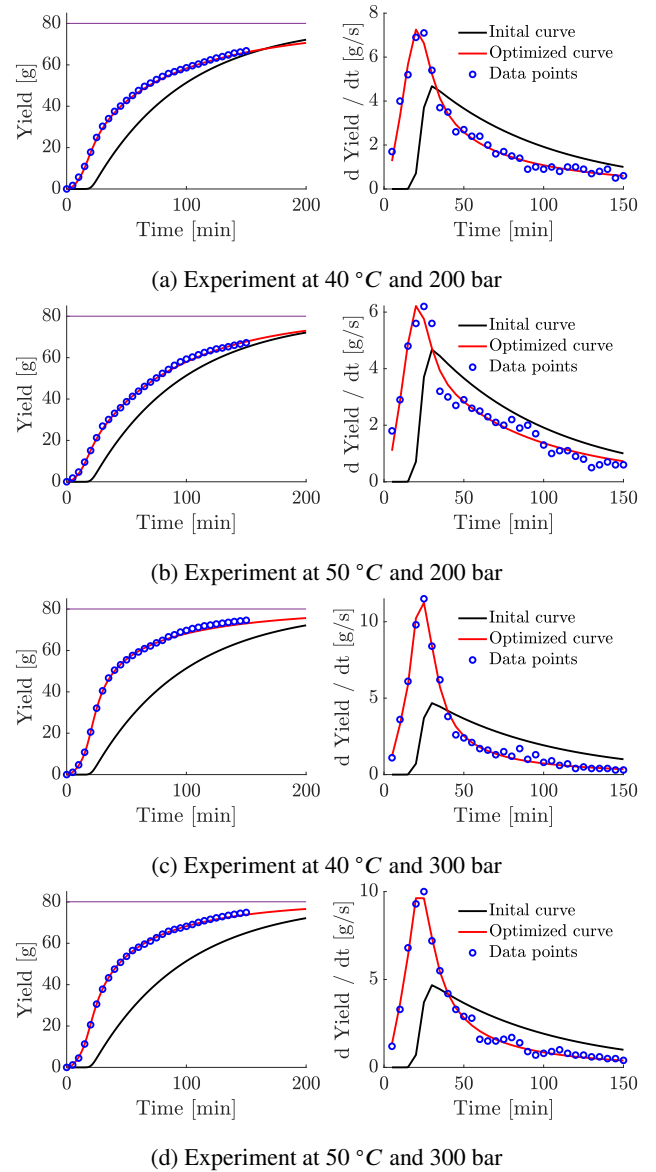 80
60
40
20
0
Yield [g]
0
100
200
Time [min]
8
6
4
2
0
d Yield / dt [g/s]
Inital curve
Optimized curve
Data points
50
100
150
Time [min]
(a) Experiment at 40 °C and 200 bar
80
60
40
20
0
Yield [g]
0
100
200
Time [min]
6
4
2
0
d Yield / dt [g/s]
Inital curve
Optimized curve
Data points
50
100
150
Time [min]
(b) Experiment at 50 °C and 200 bar
80
60
40
20
0
Yield [g]
0
100
200
Time [min]
10
5
0
d Yield / dt [g/s]
Inital curve
Optimized curve
Data points
50
100
150
Time [min]
(c) Experiment at 40 °C and 300 bar
80
60
40
20
0
Yield [g]
0
100
200
Time [min]
10
5
0
d Yield / dt [g/s]
Inital curve
Optimized curve
Data points
50
100
150
Time [min]
(d) Experiment at 50 °C and 300 bar